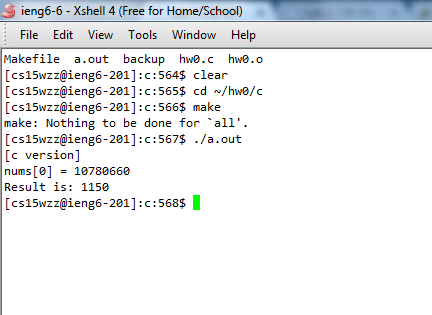 ieng6-6 - Xshell 4 (Free for Home/School)
File Edit View Tools Window Help
Makefile  a.out  backup  hw0.c  hw0.o
[cs15wzz@ieng6-201]:c:564$ clear
[cs15wzz@ieng6-201]:c:565$ cd ~/hw0/c
[cs15wzz@ieng6-201]:c:566$ make
make: Nothing to be done for `all'.
[cs15wzz@ieng6-201]:c:567$ ./a.out
[c version]
nums[0] = 10780660
Result is: 1150
[cs15wzz@ieng6-201]:c:568$